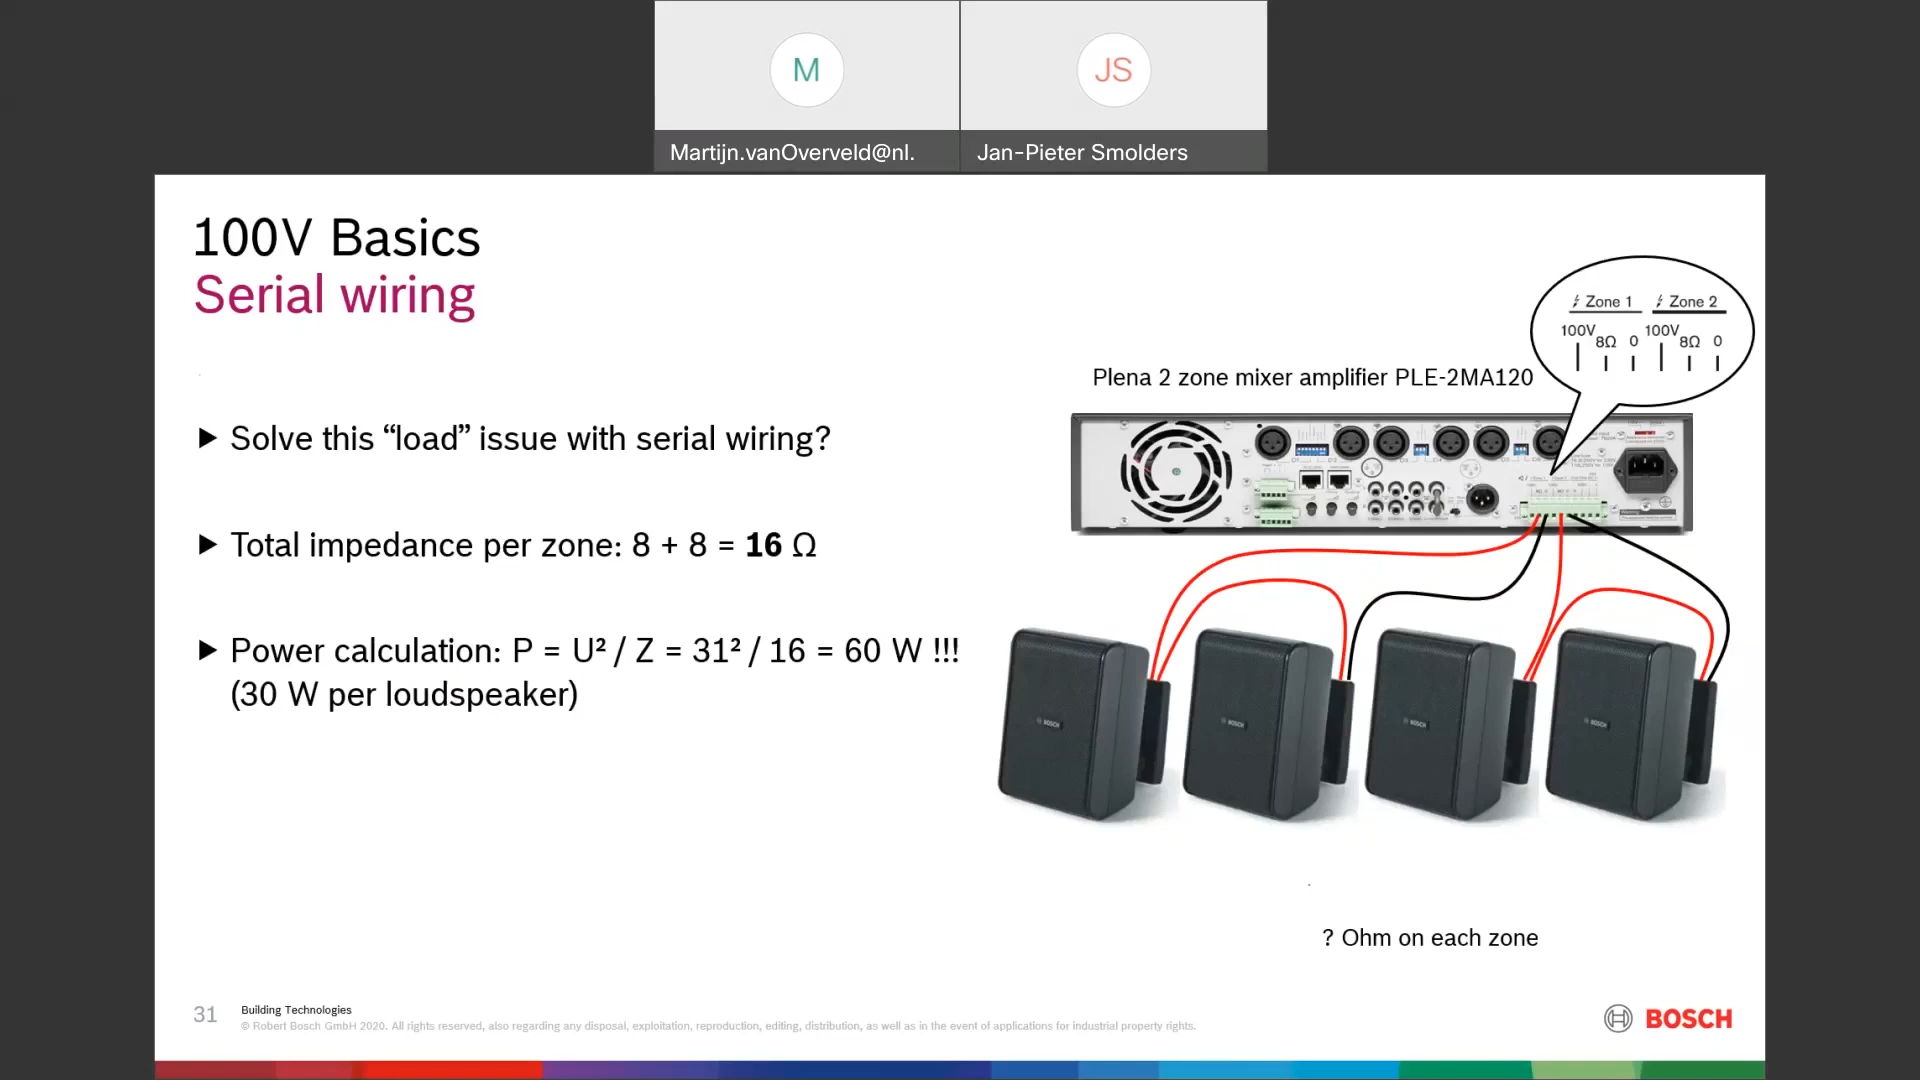 M
JS
Martijn.vanOverveld@nl.
Jan-Pieter Smolders
100V Basics
Serial wiring
Zone 1 Zone 2
100V 8Ω 0 100V 8Ω 0
Plena 2 zone mixer amplifier PLE-2MA120
Solve this “load” issue with serial wiring?
Total impedance per zone: 8 + 8 = 16 Ω
Power calculation: P = U² / Z = 31² / 16 = 60 W !!!
(30 W per loudspeaker)
BOSCH
BOSCH
BOSCH
BOSCH
? Ohm on each zone
31
Building Technologies
© Robert Bosch GmbH 2020. All rights reserved, also regarding any disposal, exploitation, reproduction, editing, distribution, as well as in the event of applications for industrial property rights.
BOSCH